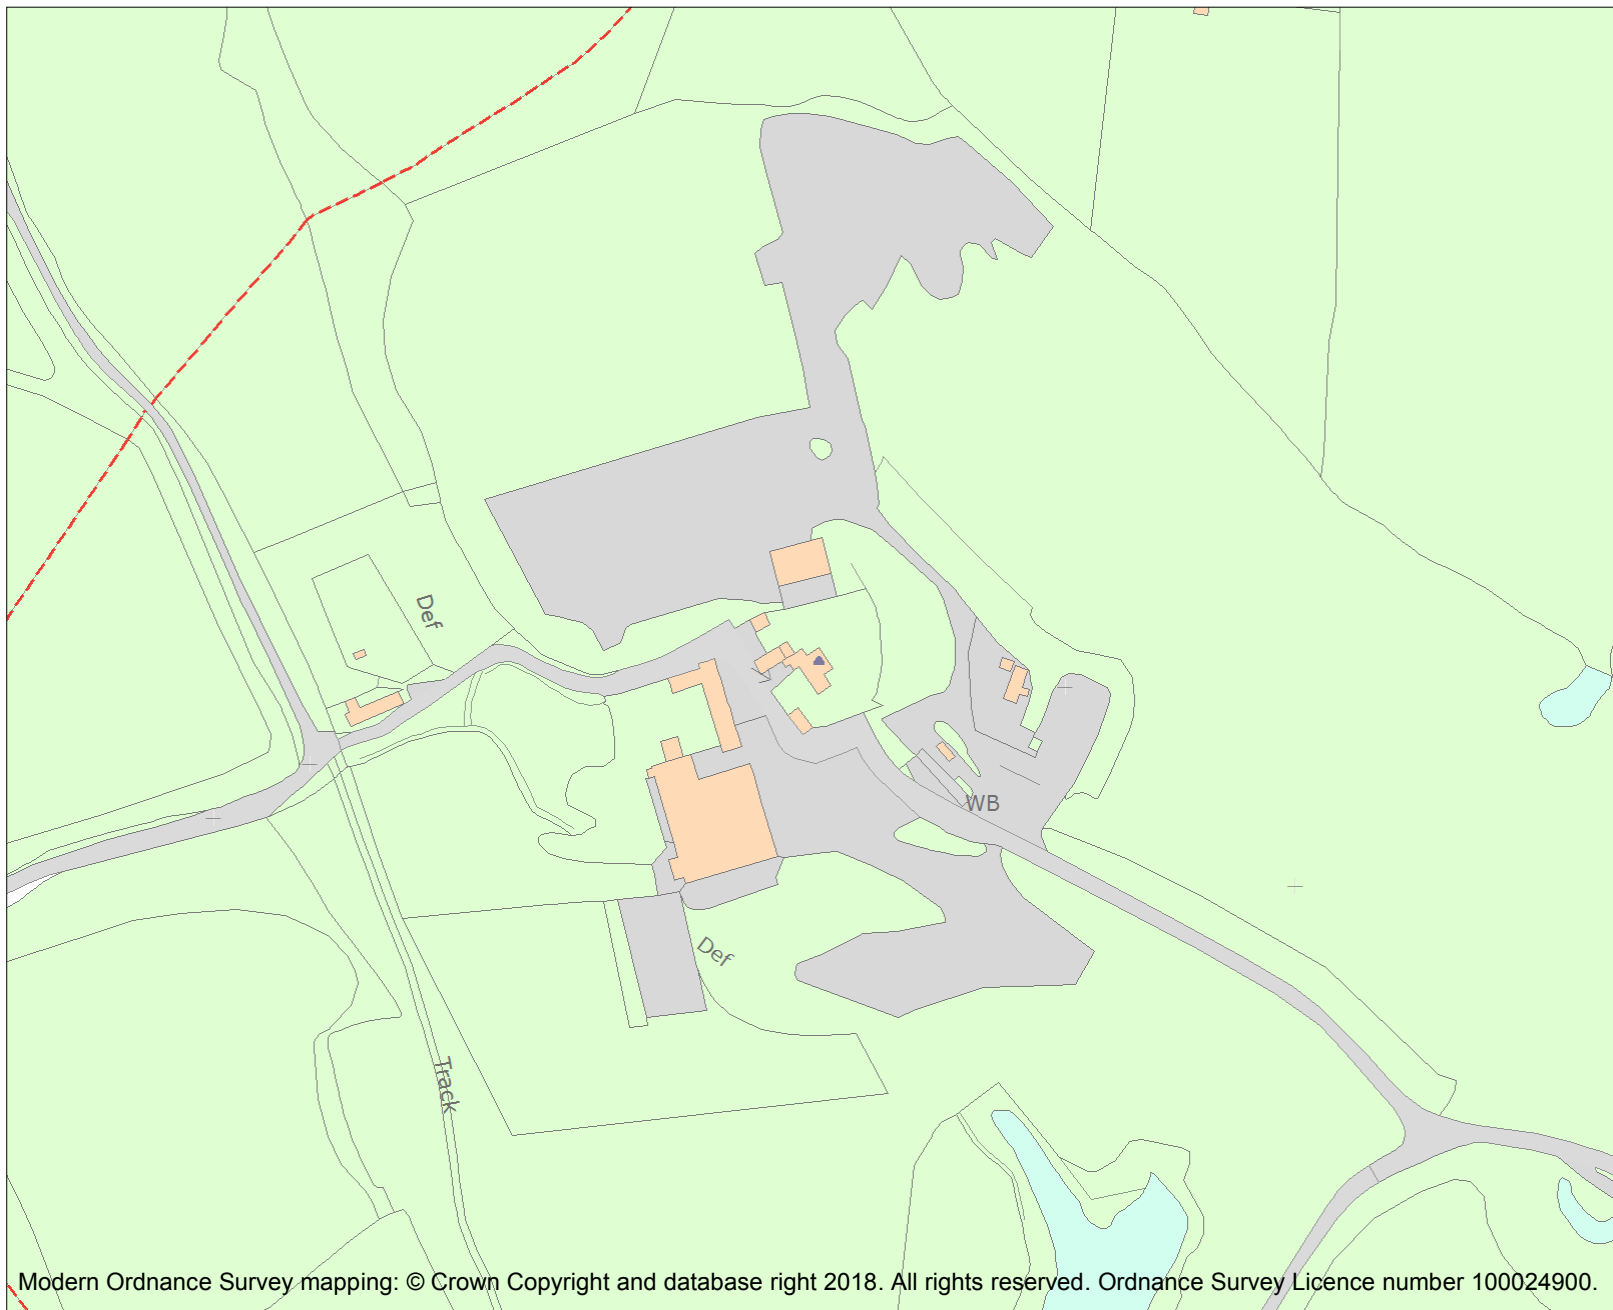 Def
WB
Def
Track
Modern Ordnance Survey mapping: © Crown Copyright and database right 2018. All rights reserved. Ordnance Survey Licence number 100024900.